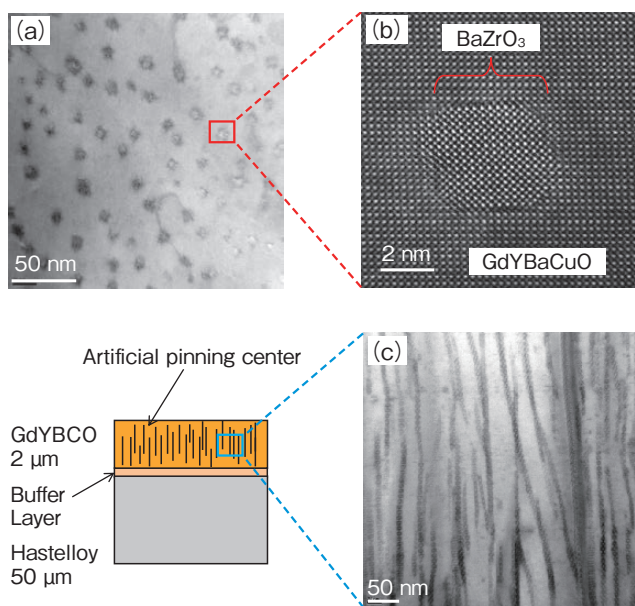 (a)
50 nm
(b)
BaZrO₃
2 nm
GdYBaCuO
Artificial pinning center
GdYBCO
2 μm
Buffer
Layer
Hastelloy
50 μm
(c)
50 nm